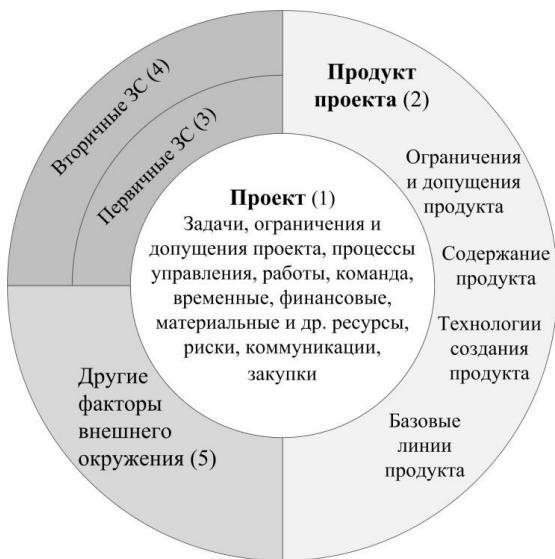 Вторичные ЗС (4)
Первичные ЗС (3)
Продукт
проекта (2)
Ограничения
и допущения
продукта
Содержание
продукта
Технологии
создания
продукта
Базовые
линии
продукта
Проект (1)
Задачи, ограничения и
допущения проекта, процессы
управления, работы, команда,
временные, финансовые,
материальные и др. ресурсы,
риски, коммуникации,
закупки
Другие
факторы
внешнего
окружения (5)